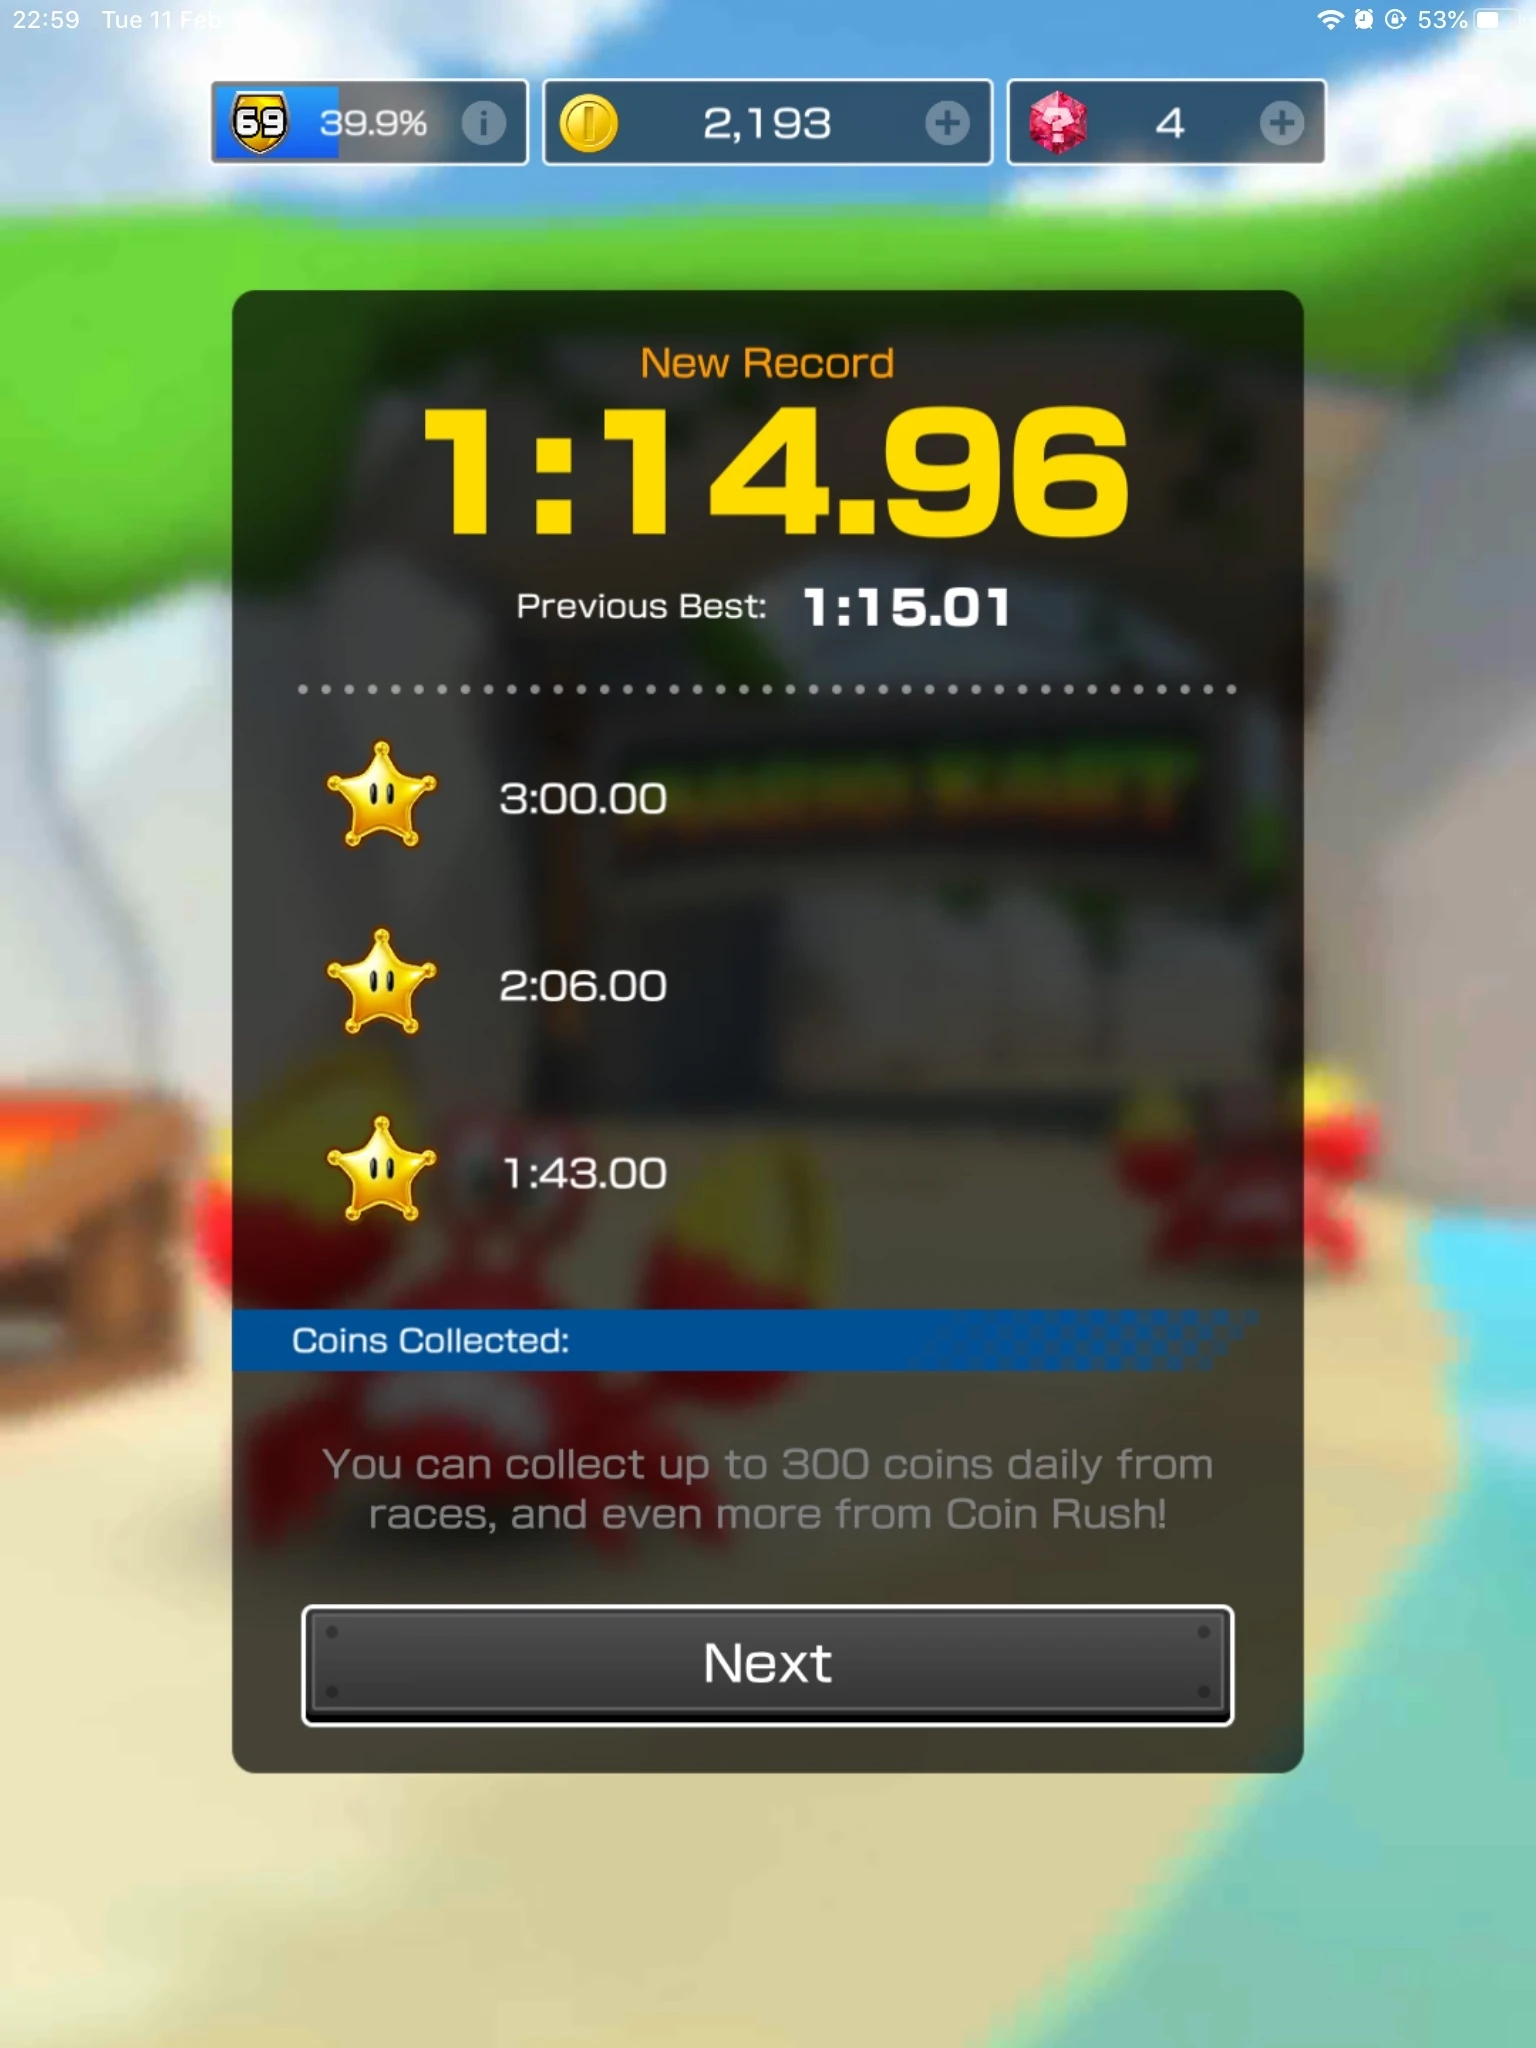 22:59 Tue 11 Feb 53%
69 39.9% i 2,193 + ? 4 +
New Record
1:14.96
Previous Best: 1:15.01
3:00.00
2:06.00
1:43.00
Coins Collected:
You can collect up to 300 coins daily from
races, and even more from Coin Rush!
Next